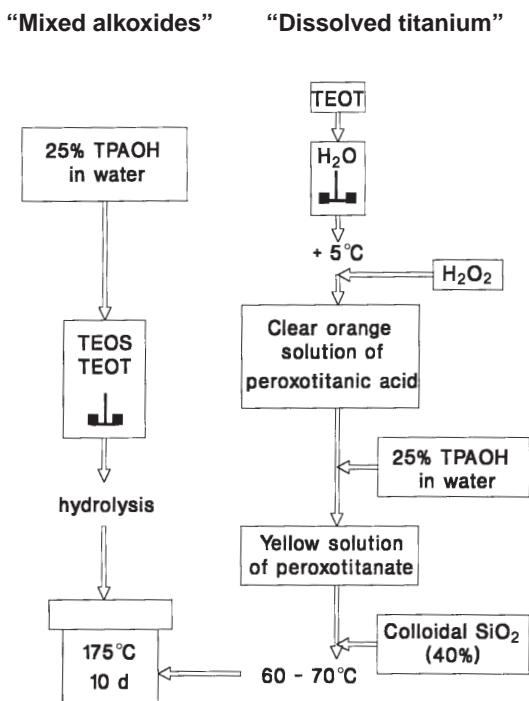 “Mixed alkoxides”
“Dissolved titanium”
25% TPAOH
in water
TEOS
TEOT
hydrolysis
175°C
10 d
TEOT
H₂O
+ 5°C
H₂O₂
Clear orange
solution of
peroxotitanic acid
25% TPAOH
in water
Yellow solution
of peroxotitanate
Colloidal SiO₂
(40%)
60 - 70°C